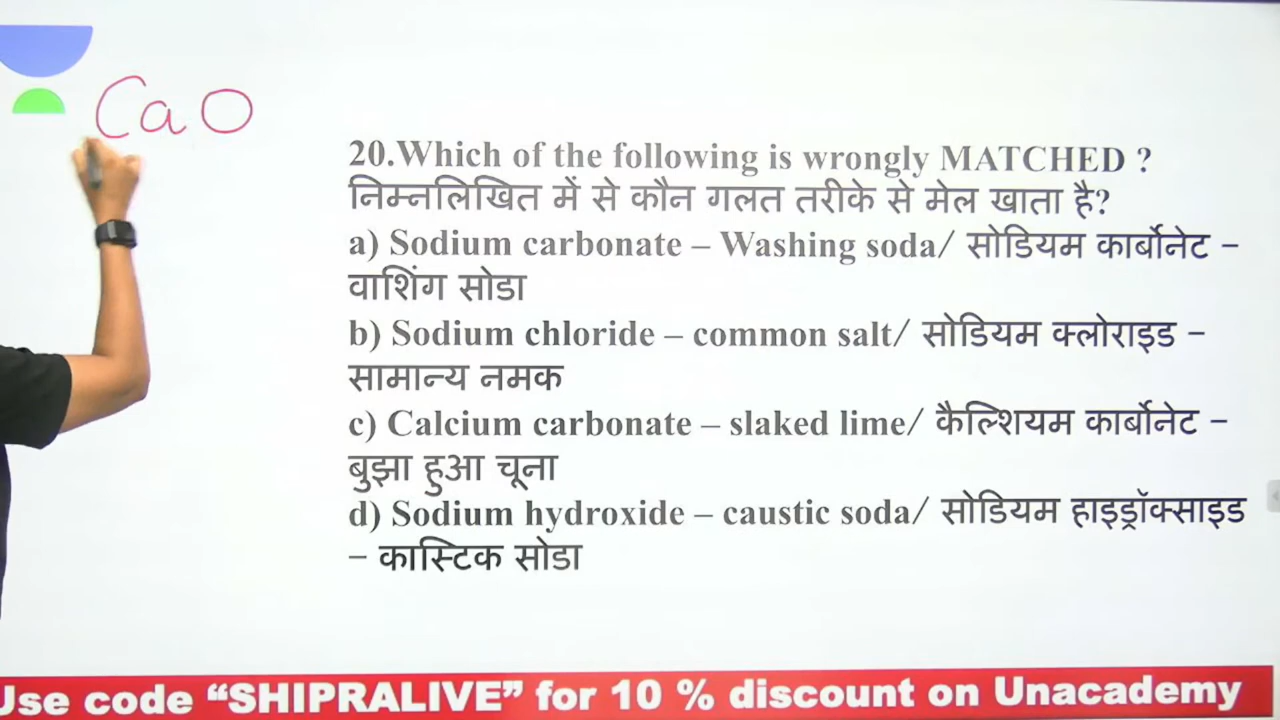 CaO
20.Which of the following is wrongly MATCHED ?
निम्नलिखित में से कौन गलत तरीके से मेल खाता है?
a) Sodium carbonate – Washing soda/ सोडियम कार्बोनेट –
वाशिंग सोडा
b) Sodium chloride – common salt/ सोडियम क्लोराइड –
सामान्य नमक
c) Calcium carbonate – slaked lime/ कैल्शियम कार्बोनेट –
बुझा हुआ चूना
d) Sodium hydroxide – caustic soda/ सोडियम हाइड्रॉक्साइड
– कास्टिक सोडा
Use code “SHIPRALIVE” for 10 % discount on Unacademy